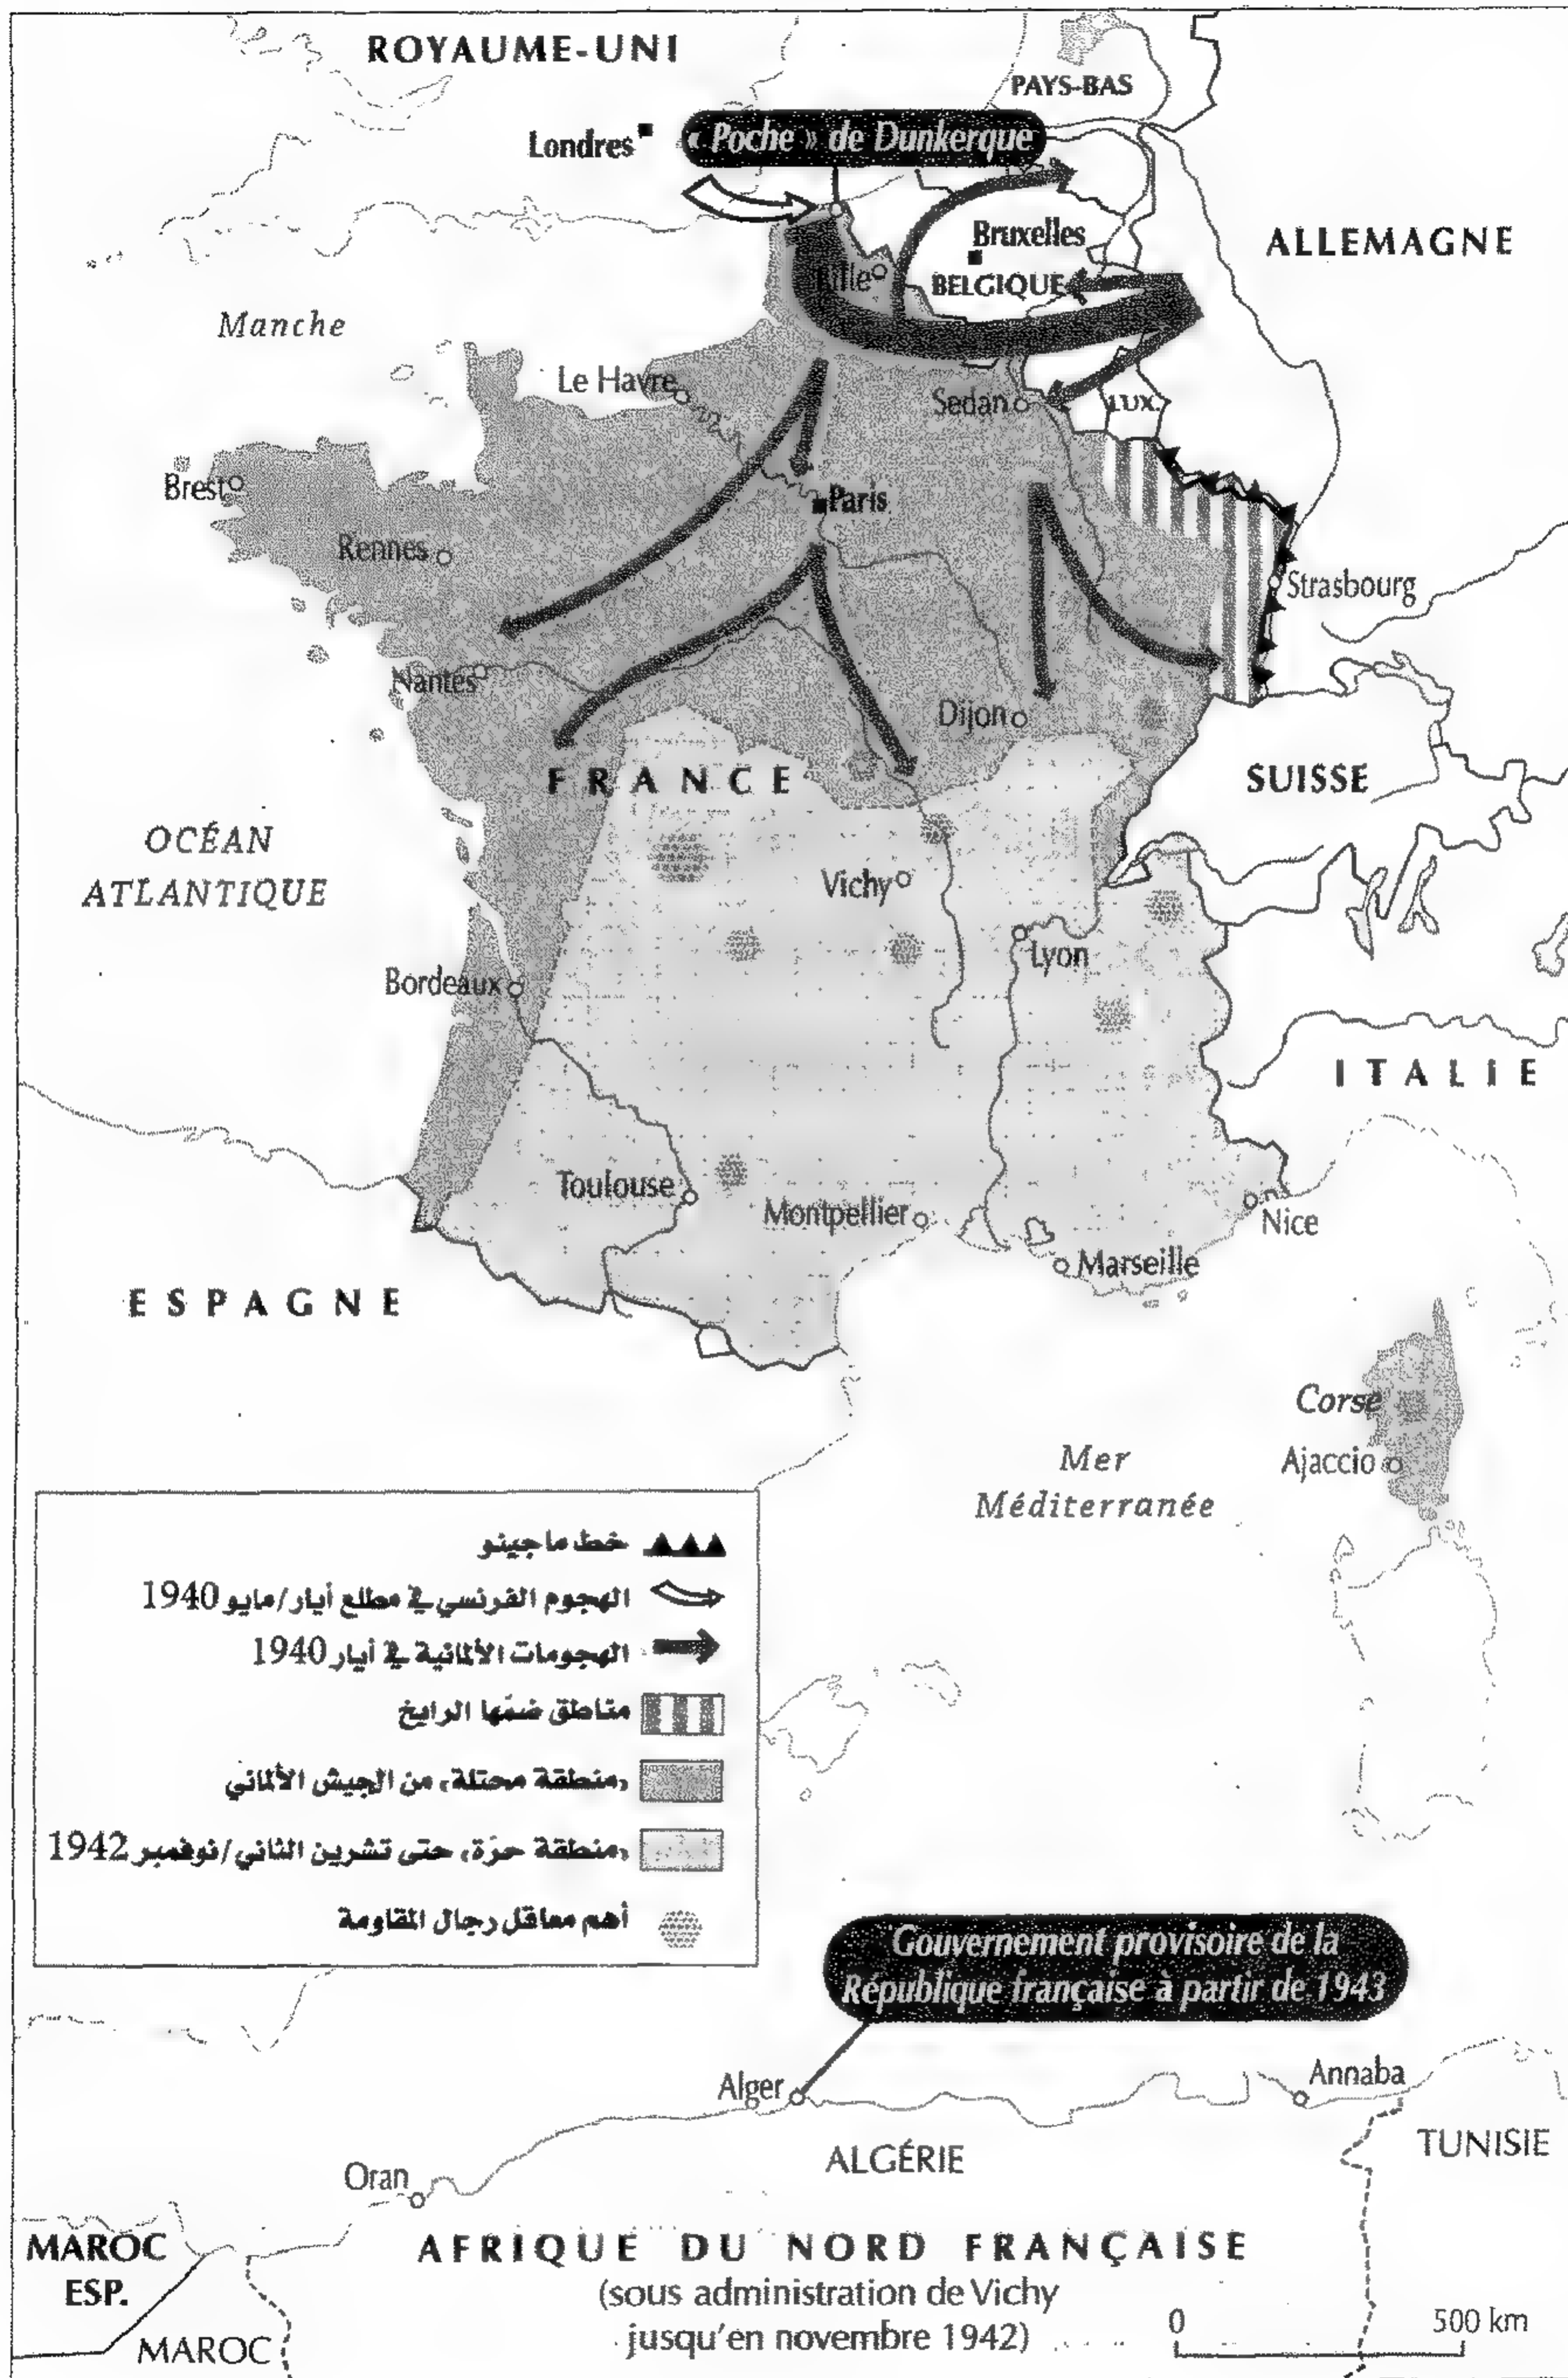 ROYAUME-UNI
PAYS-BAS
Londres
« Poche » de Dunkerque
Bruxelles
ALLEMAGNE
Lille
BELGIQUE
Manche
Le Havre
Sedan
LUX.
Brest
Paris
Rennes
Strasbourg
Nantes
Dijon
FRANCE
SUISSE
OCÉAN
ATLANTIQUE
Vichy
Lyon
Bordeaux
ITALIE
Toulouse
Montpellier
Nice
Marseille
ESPAGNE
Corse
Ajaccio
Mer
Méditerranée
خط ماجينو
الهجوم الفرنسي في مطلع أيار/مايو 1940
الهجومات الألمانية في أيار 1940
مناطق ضمّها الرايخ
«منطقة محتلة» من الجيش الألماني
«منطقة حرّة» حتى تشرين الثاني/نوفمبر 1942
أهم معاقل رجال المقاومة
Gouvernement provisoire de la
République française à partir de 1943
Alger
Annaba
ALGÉRIE
TUNISIE
Oran
MAROC
ESP.
AFRIQUE DU NORD FRANÇAISE
(sous administration de Vichy
jusqu'en novembre 1942)
MAROC
0
500 km